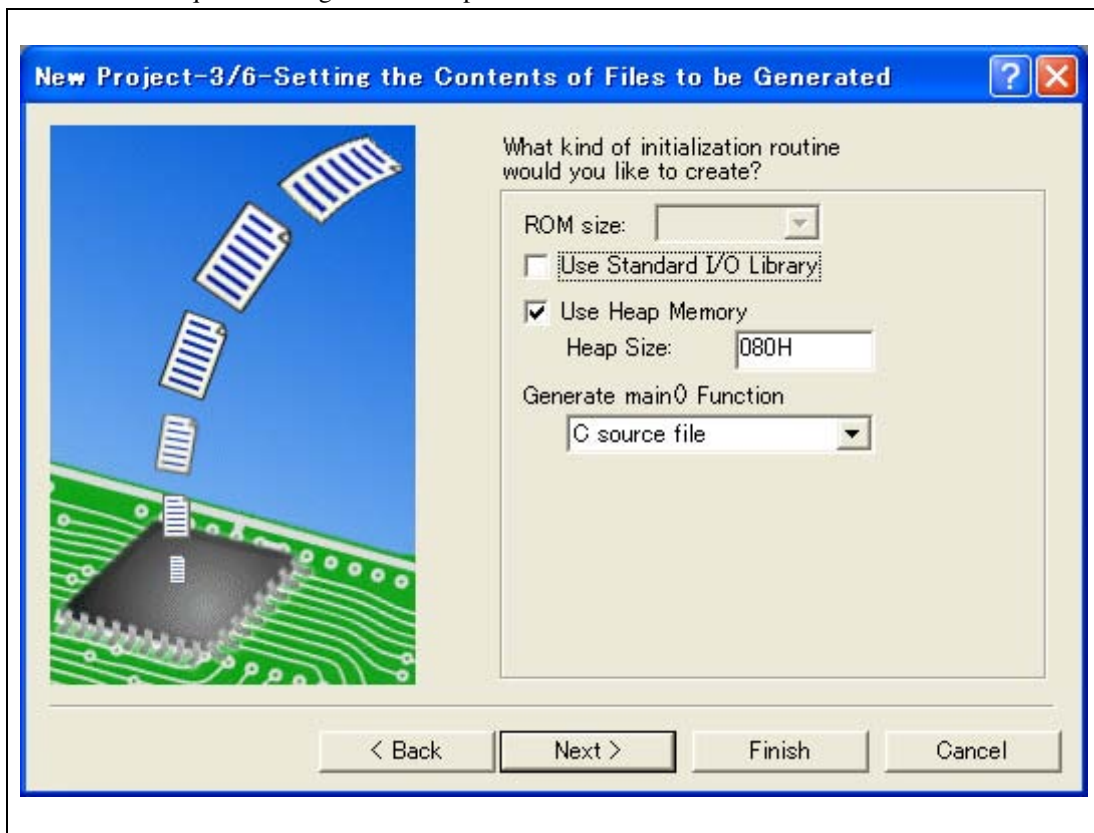 New Project-3/6-Setting the Contents of Files to be Generated
What kind of initialization routine
would you like to create?
ROM size:
Use Standard I/O Library
Use Heap Memory
Heap Size: 080H
Generate main() Function
C source file
< Back Next > Finish Cancel